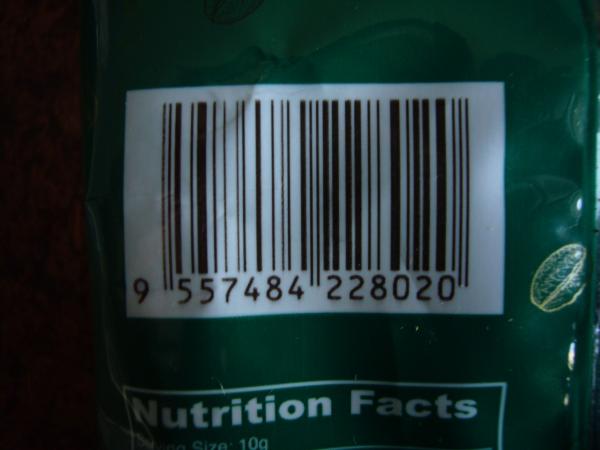 9 557484 228020
Nutrition Facts
Serving Size: 10g